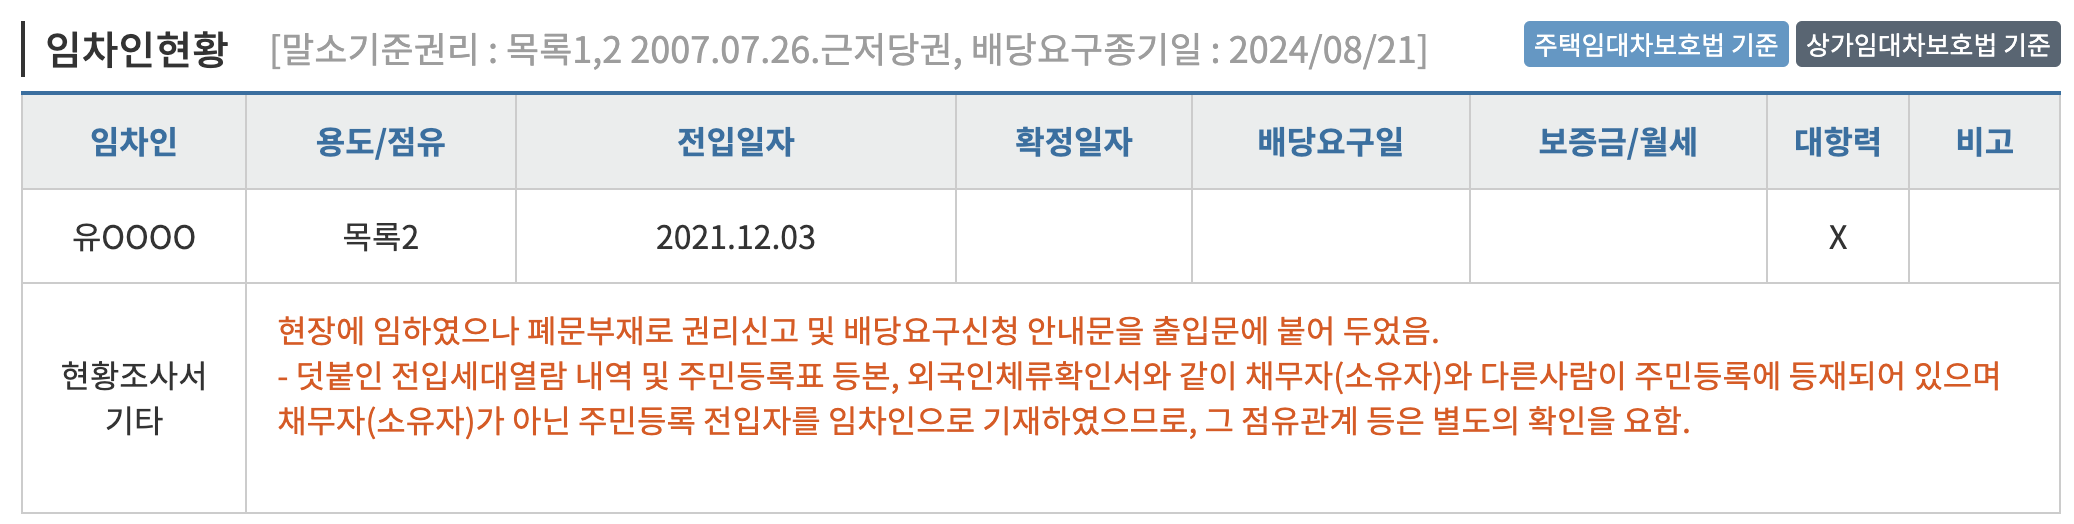 임차인현황 [말소기준권리 : 목록1,2 2007.07.26.근저당권, 배당요구종기일 : 2024/08/21] 주택임대차보호법 기준 상가임대차보호법 기준
임차인 용도/점유 전입일자 확정일자 배당요구일 보증금/월세 대항력 비고
유OOOO 목록2 2021.12.03 X
현황조사서
기타
현장에 임하였으나 폐문부재로 권리신고 및 배당요구신청 안내문을 출입문에 붙어 두었음.
- 덧붙인 전입세대열람 내역 및 주민등록표 등본, 외국인체류확인서와 같이 채무자(소유자)와 다른사람이 주민등록에 등재되어 있으며
채무자(소유자)가 아닌 주민등록 전입자를 임차인으로 기재하였으므로, 그 점유관계 등은 별도의 확인을 요함.